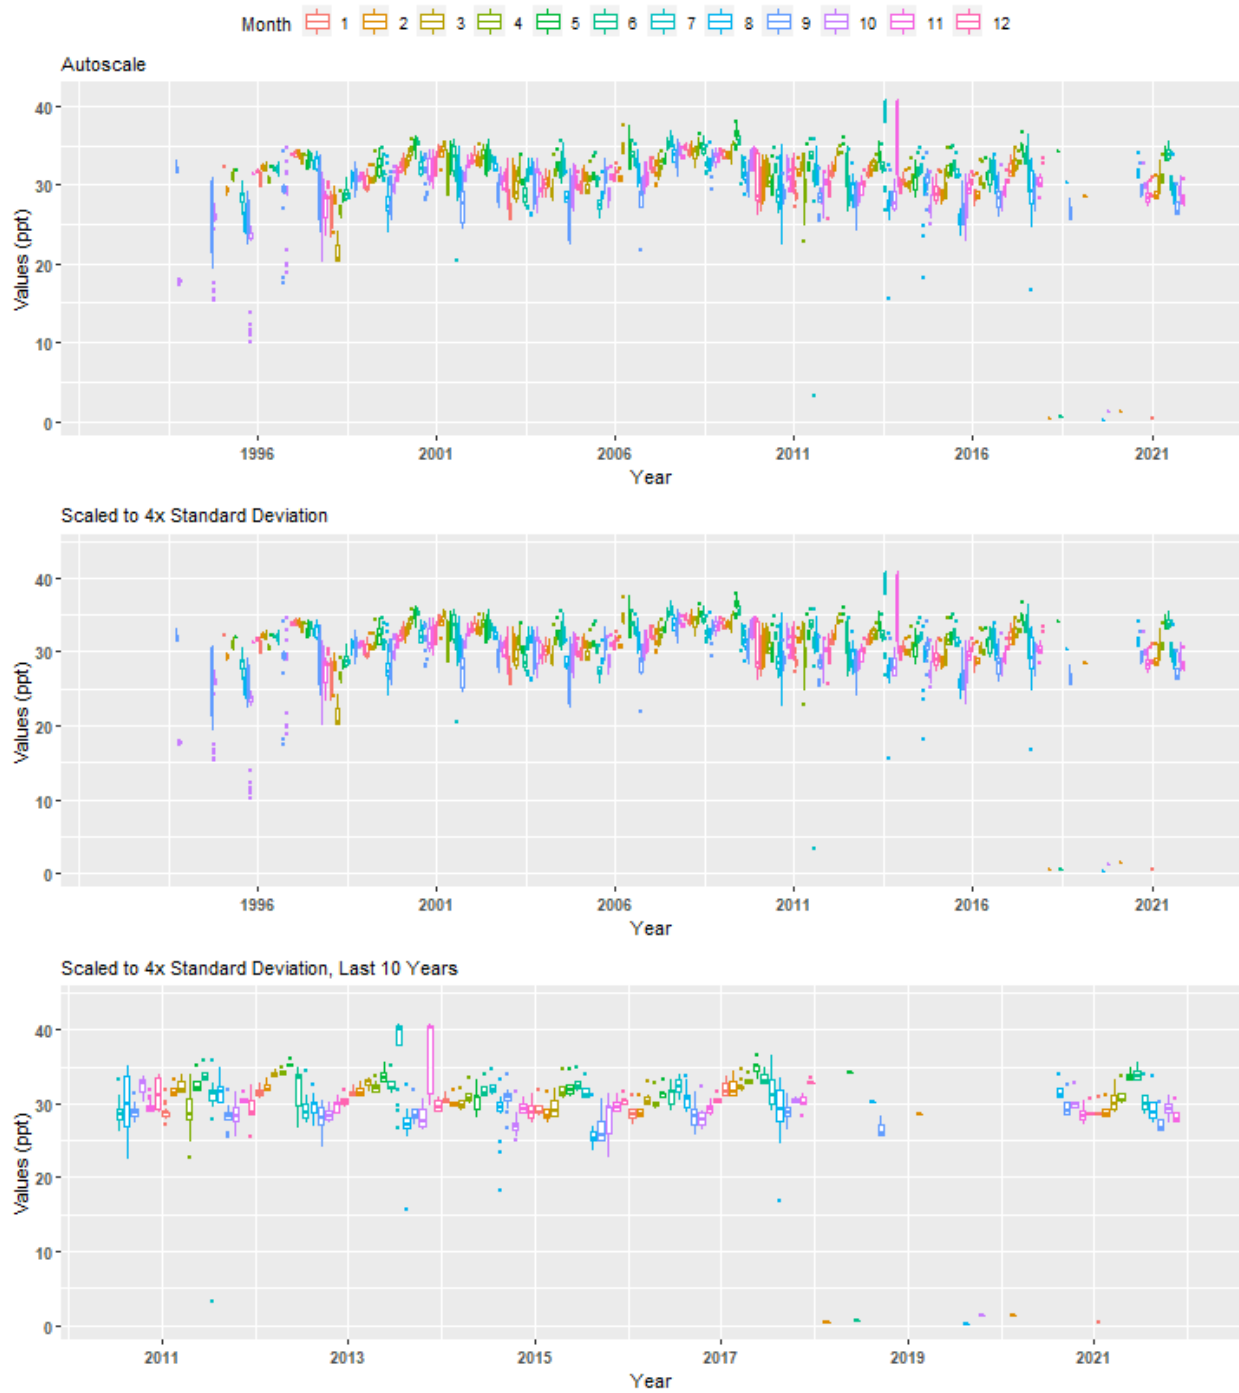 Month 1 2 3 4 5 6 7 8 9 10 11 12
Autoscale
Values (ppt)
40
30
20
10
0
1996 2001 2006 2011 2016 2021
Year
Scaled to 4x Standard Deviation
Values (ppt)
40
30
20
10
0
1996 2001 2006 2011 2016 2021
Year
Scaled to 4x Standard Deviation, Last 10 Years
Values (ppt)
40
30
20
10
0
2011 2013 2015 2017 2019 2021
Year